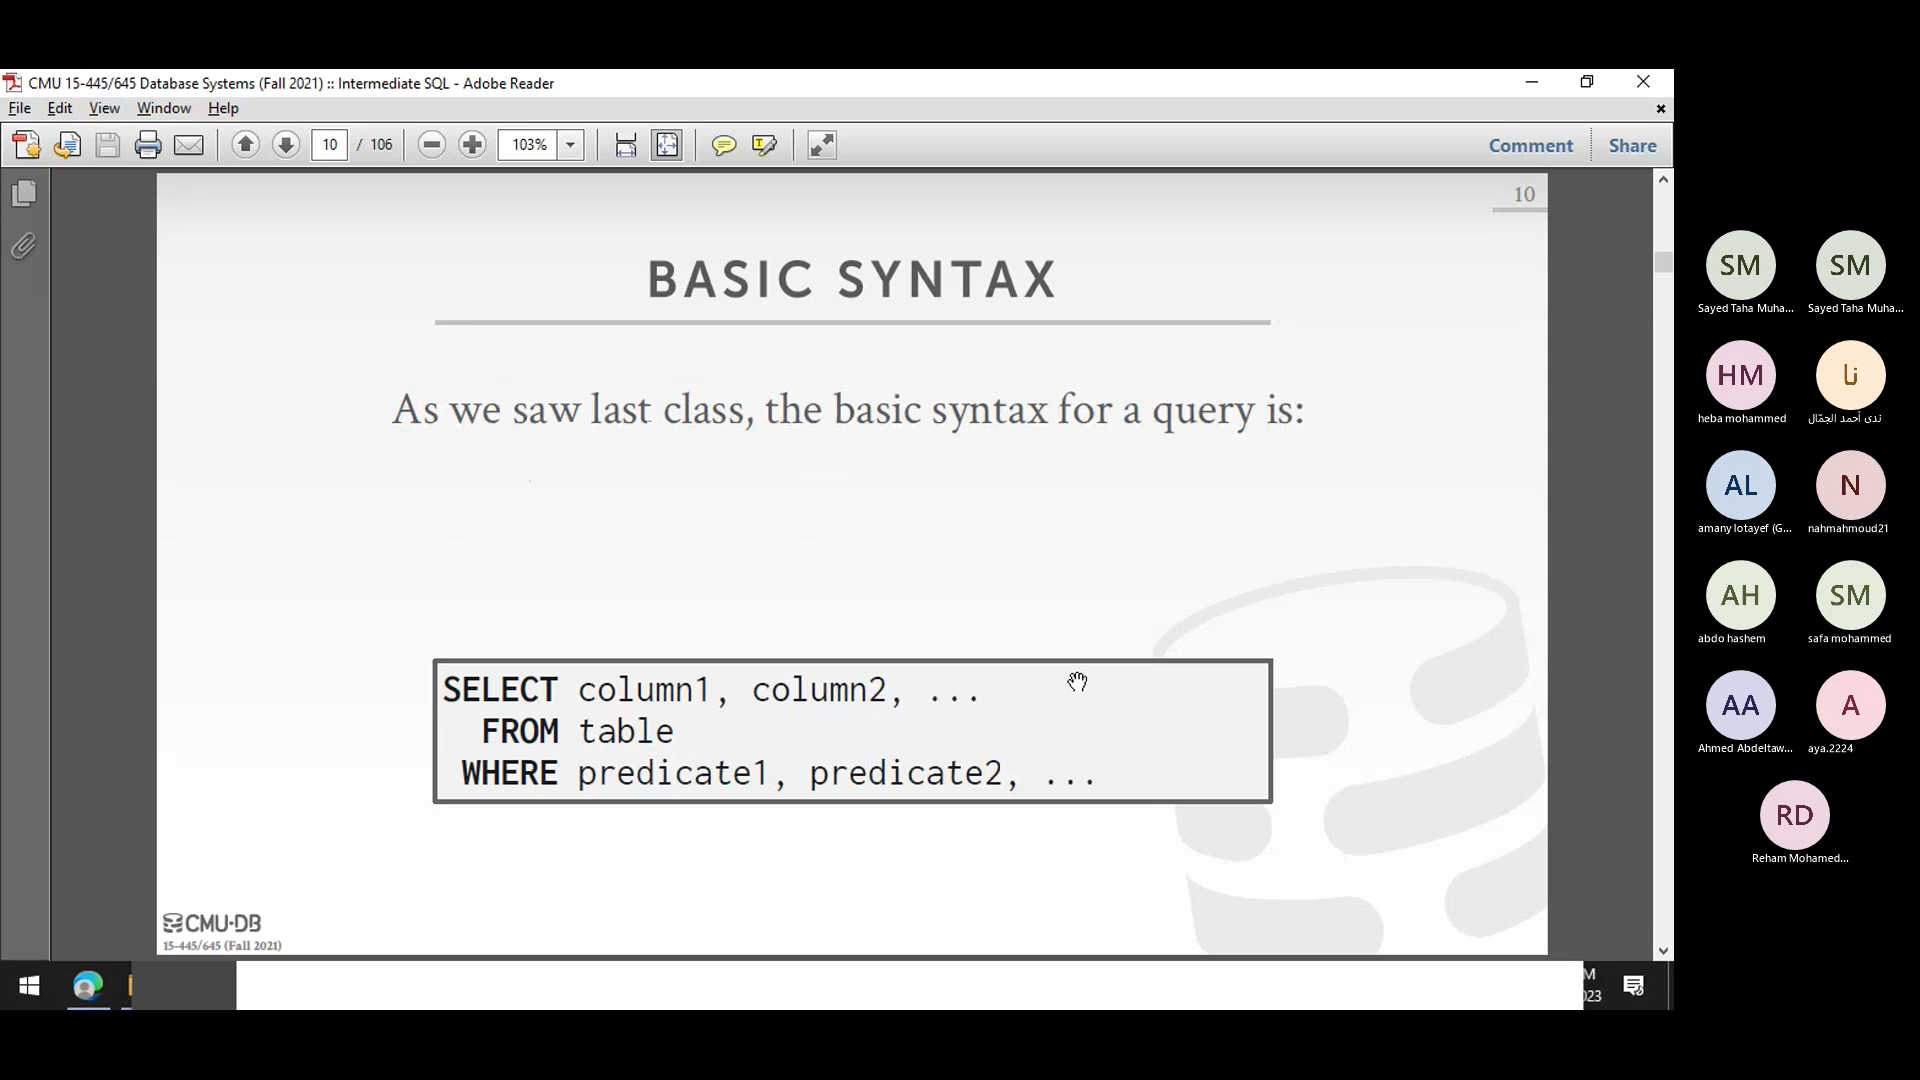 CMU 15-445/645 Database Systems (Fall 2021) :: Intermediate SQL - Adobe Reader
File Edit View Window Help
10 / 106 103% Comment Share
10
BASIC SYNTAX
As we saw last class, the basic syntax for a query is:
SELECT column1, column2, ...
FROM table
WHERE predicate1, predicate2, ...
CMU·DB
15-445/645 (Fall 2021)
M
023
SM SM
Sayed Taha Muha... Sayed Taha Muha...
HM نا
heba mohammed ندى أحمد الجمّال
AL N
amany lotayef (G... nahmahmoud21
AH SM
abdo hashem safa mohammed
AA A
Ahmed Abdeltaw... aya.2224
RD
Reham Mohamed...